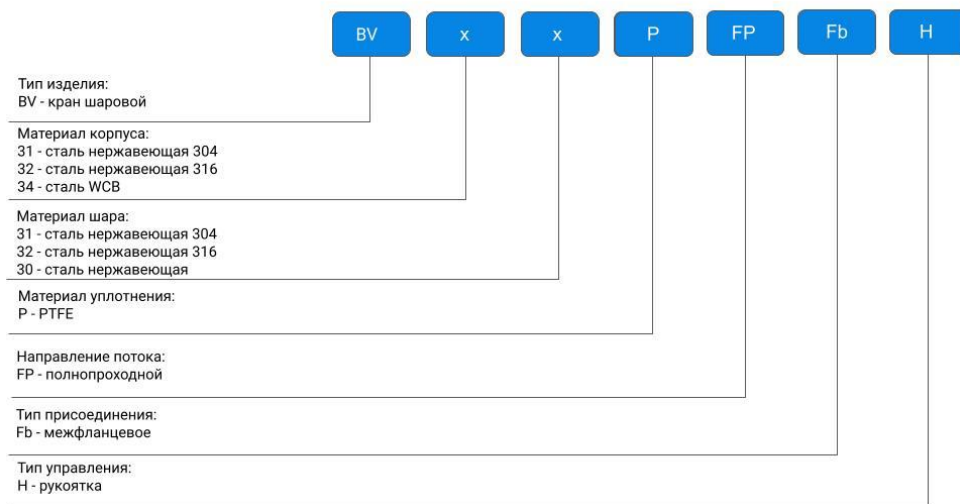 BV x x P FP Fb H
Тип изделия:
BV - кран шаровой
Материал корпуса:
31 - сталь нержавеющая 304
32 - сталь нержавеющая 316
34 - сталь WCB
Материал шара:
31 - сталь нержавеющая 304
32 - сталь нержавеющая 316
30 - сталь нержавеющая
Материал уплотнения:
P - PTFE
Направление потока:
FP - полнопроходной
Тип присоединения:
Fb - межфланцевое
Тип управления:
H - рукоятка